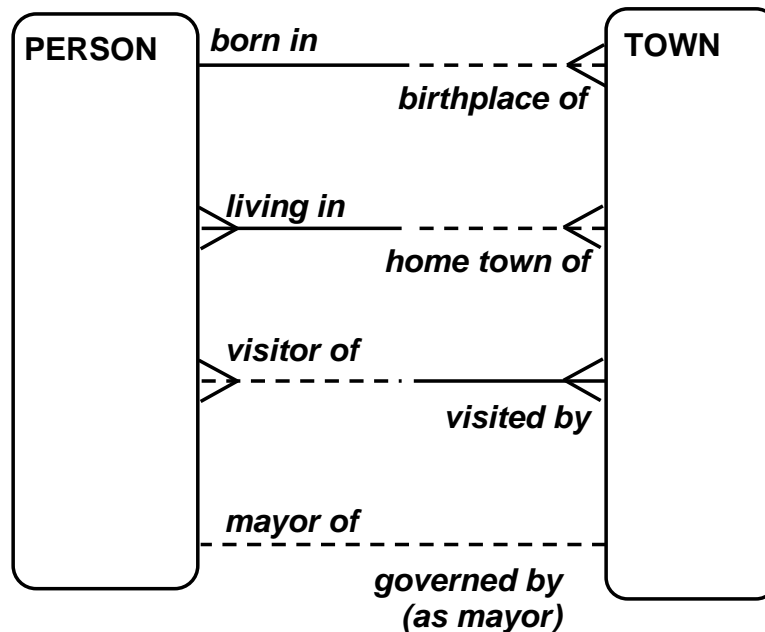 PERSON
born in
TOWN
birthplace of
living in
home town of
visitor of
visited by
mayor of
governed by
(as mayor)